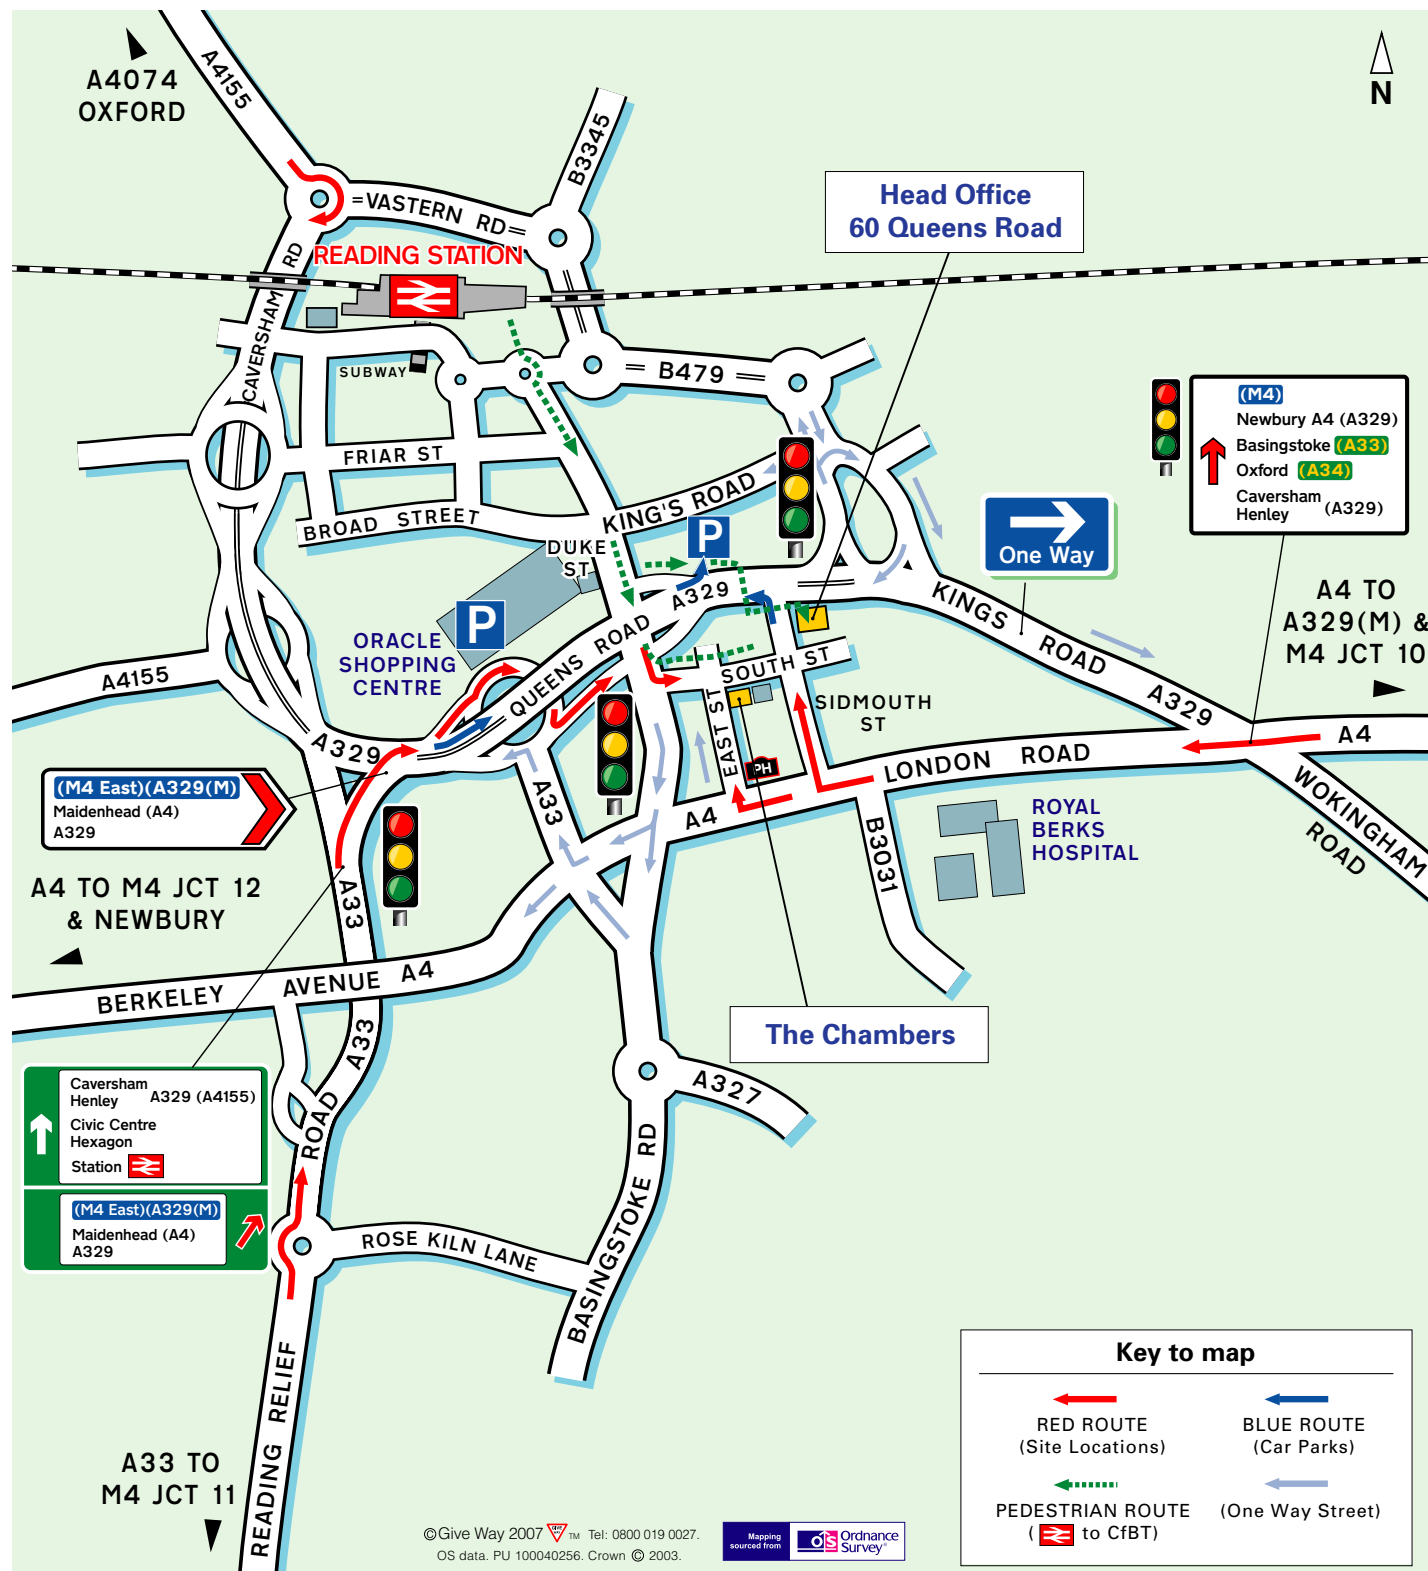 A4074
OXFORD
A4155
N
B3345
=VASTERN RD=
Head Office
60 Queens Road
READING STATION
CAVERSHAM RD
SUBWAY
= B479 =
(M4)
Newbury A4 (A329)
Basingstoke (A33)
Oxford (A34)
Caversham
Henley (A329)
FRIAR ST
KING'S ROAD
BROAD STREET
DUKE
ST
P
One Way
A329
KINGS ROAD A329
A4 TO
A329(M) &
M4 JCT 10
P
ORACLE
SHOPPING
CENTRE
QUEENS ROAD
A4155
SOUTH ST
SIDMOUTH
ST
EAST ST
A329
PH
LONDON ROAD
A4
WOKINGHAM
ROAD
(M4 East)(A329(M)
Maidenhead (A4)
A329
A33
A4
B3031
ROYAL
BERKS
HOSPITAL
A4 TO M4 JCT 12
& NEWBURY
A33
BERKELEY AVENUE A4
The Chambers
A33
Caversham
Henley A329 (A4155)
Civic Centre
Hexagon
Station
(M4 East)(A329(M)
Maidenhead (A4)
A329
A327
ROSE KILN LANE
BASINGSTOKE RD
READING RELIEF ROAD
A33 TO
M4 JCT 11
Key to map
RED ROUTE
(Site Locations)
BLUE ROUTE
(Car Parks)
PEDESTRIAN ROUTE
( to CfBT)
(One Way Street)
©Give Way 2007 GIVE WAY TM Tel: 0800 019 0027.
OS data. PU 100040256. Crown © 2003.
Mapping
sourced from
OS Ordnance
Survey®